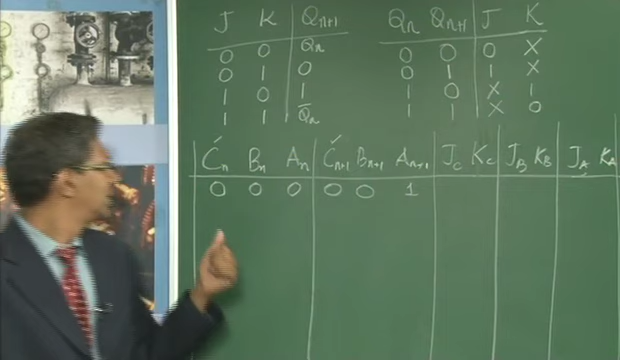 J K Qn+1 Qn Qn+1 J K
0 0 Qn 0 0 0 X
0 1 0 0 1 1 X
1 0 1 1 0 X 1
1 1 Q̅n 1 1 X 0
Cn Bn An Cn+1 Bn+1 An+1 JC KC JB KB JA KA
0 0 0 0 0 1